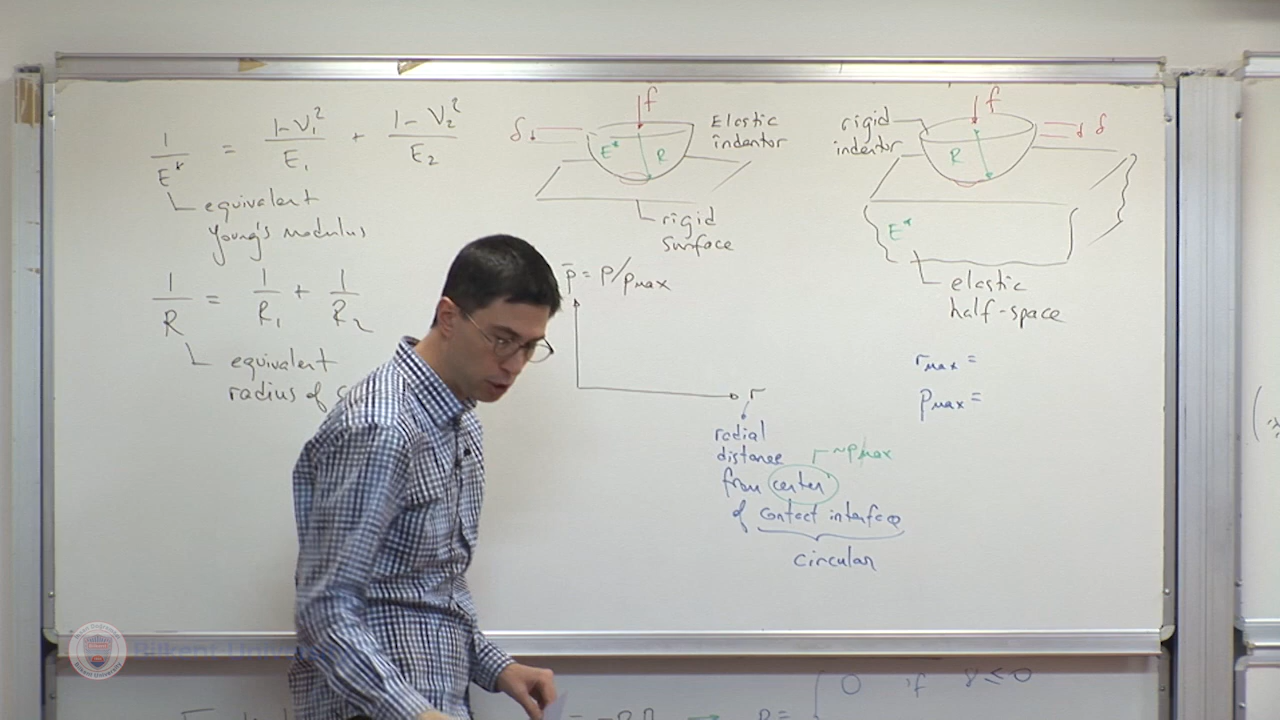 1/E* = (1-ν₁²)/E₁ + (1-ν₂²)/E₂
equivalent
young's modulus
1/R = 1/R₁ + 1/R₂
equivalent
radius of
f
δ
E*
R
Elastic
indentor
rigid
surface
rigid
indentor
f
δ
R
E*
elastic
half-space
p̄ = P/Pmax
r
radial
distance
from center
of contact interface
circular
~Pmax
rmax =
Pmax =
0 if
Bilkent University